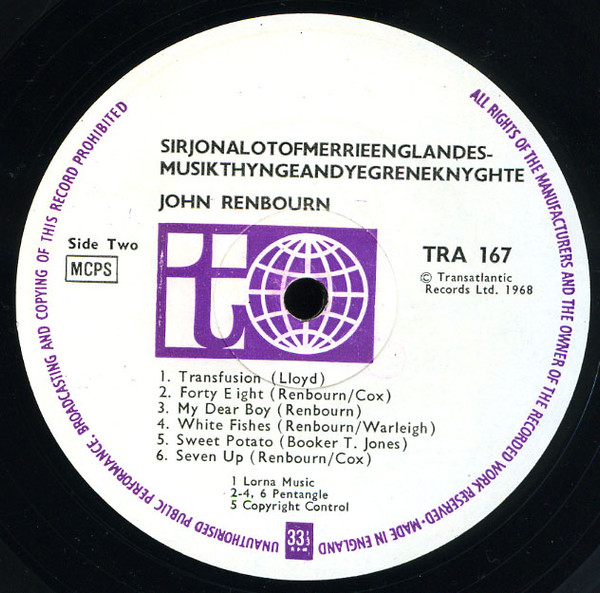 SIRJONALOTOFMERRIEENGLANDES-
MUSIKTHYNGEANDYEGRENEKNYGHTE
JOHN RENBOURN
Side Two
MCPS
t
TRA 167
© Transatlantic
Records Ltd. 1968
1. Transfusion (Lloyd)
2. Forty Eight (Renbourn/Cox)
3. My Dear Boy (Renbourn)
4. White Fishes (Renbourn/Warleigh)
5. Sweet Potato (Booker T. Jones)
6. Seven Up (Renbourn/Cox)
1 Lorna Music
2-4, 6 Pentangle
5 Copyright Control
ALL RIGHTS OF THE MANUFACTURERS AND THE OWNER OF THE RECORDED WORK RESERVED-MADE IN ENGLAND
33⅓
UNAUTHORISED PUBLIC PERFORMANCE, BROADCASTING AND COPYING OF THIS RECORD PROHIBITED